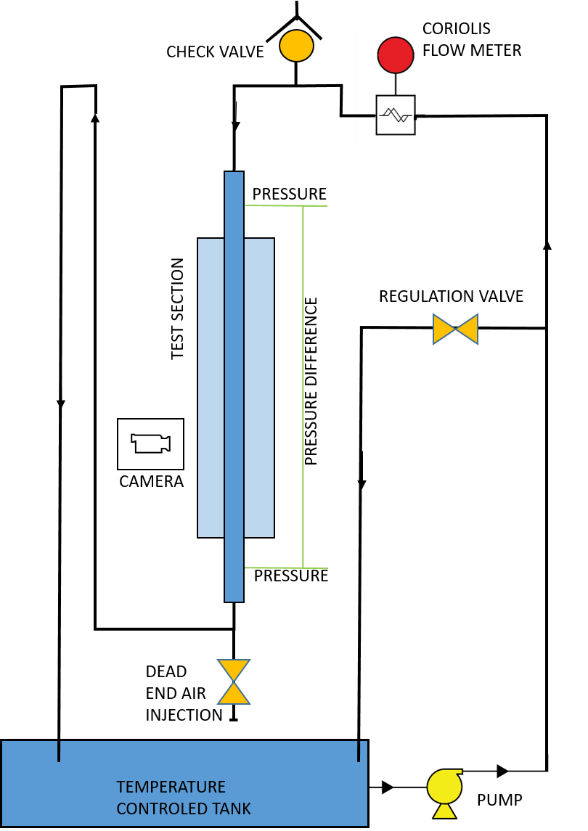 CORIOLIS
FLOW METER
CHECK VALVE
PRESSURE
TEST SECTION
PRESSURE DIFFERENCE
REGULATION VALVE
CAMERA
PRESSURE
DEAD
END AIR
INJECTION
TEMPERATURE
CONTROLED TANK
PUMP